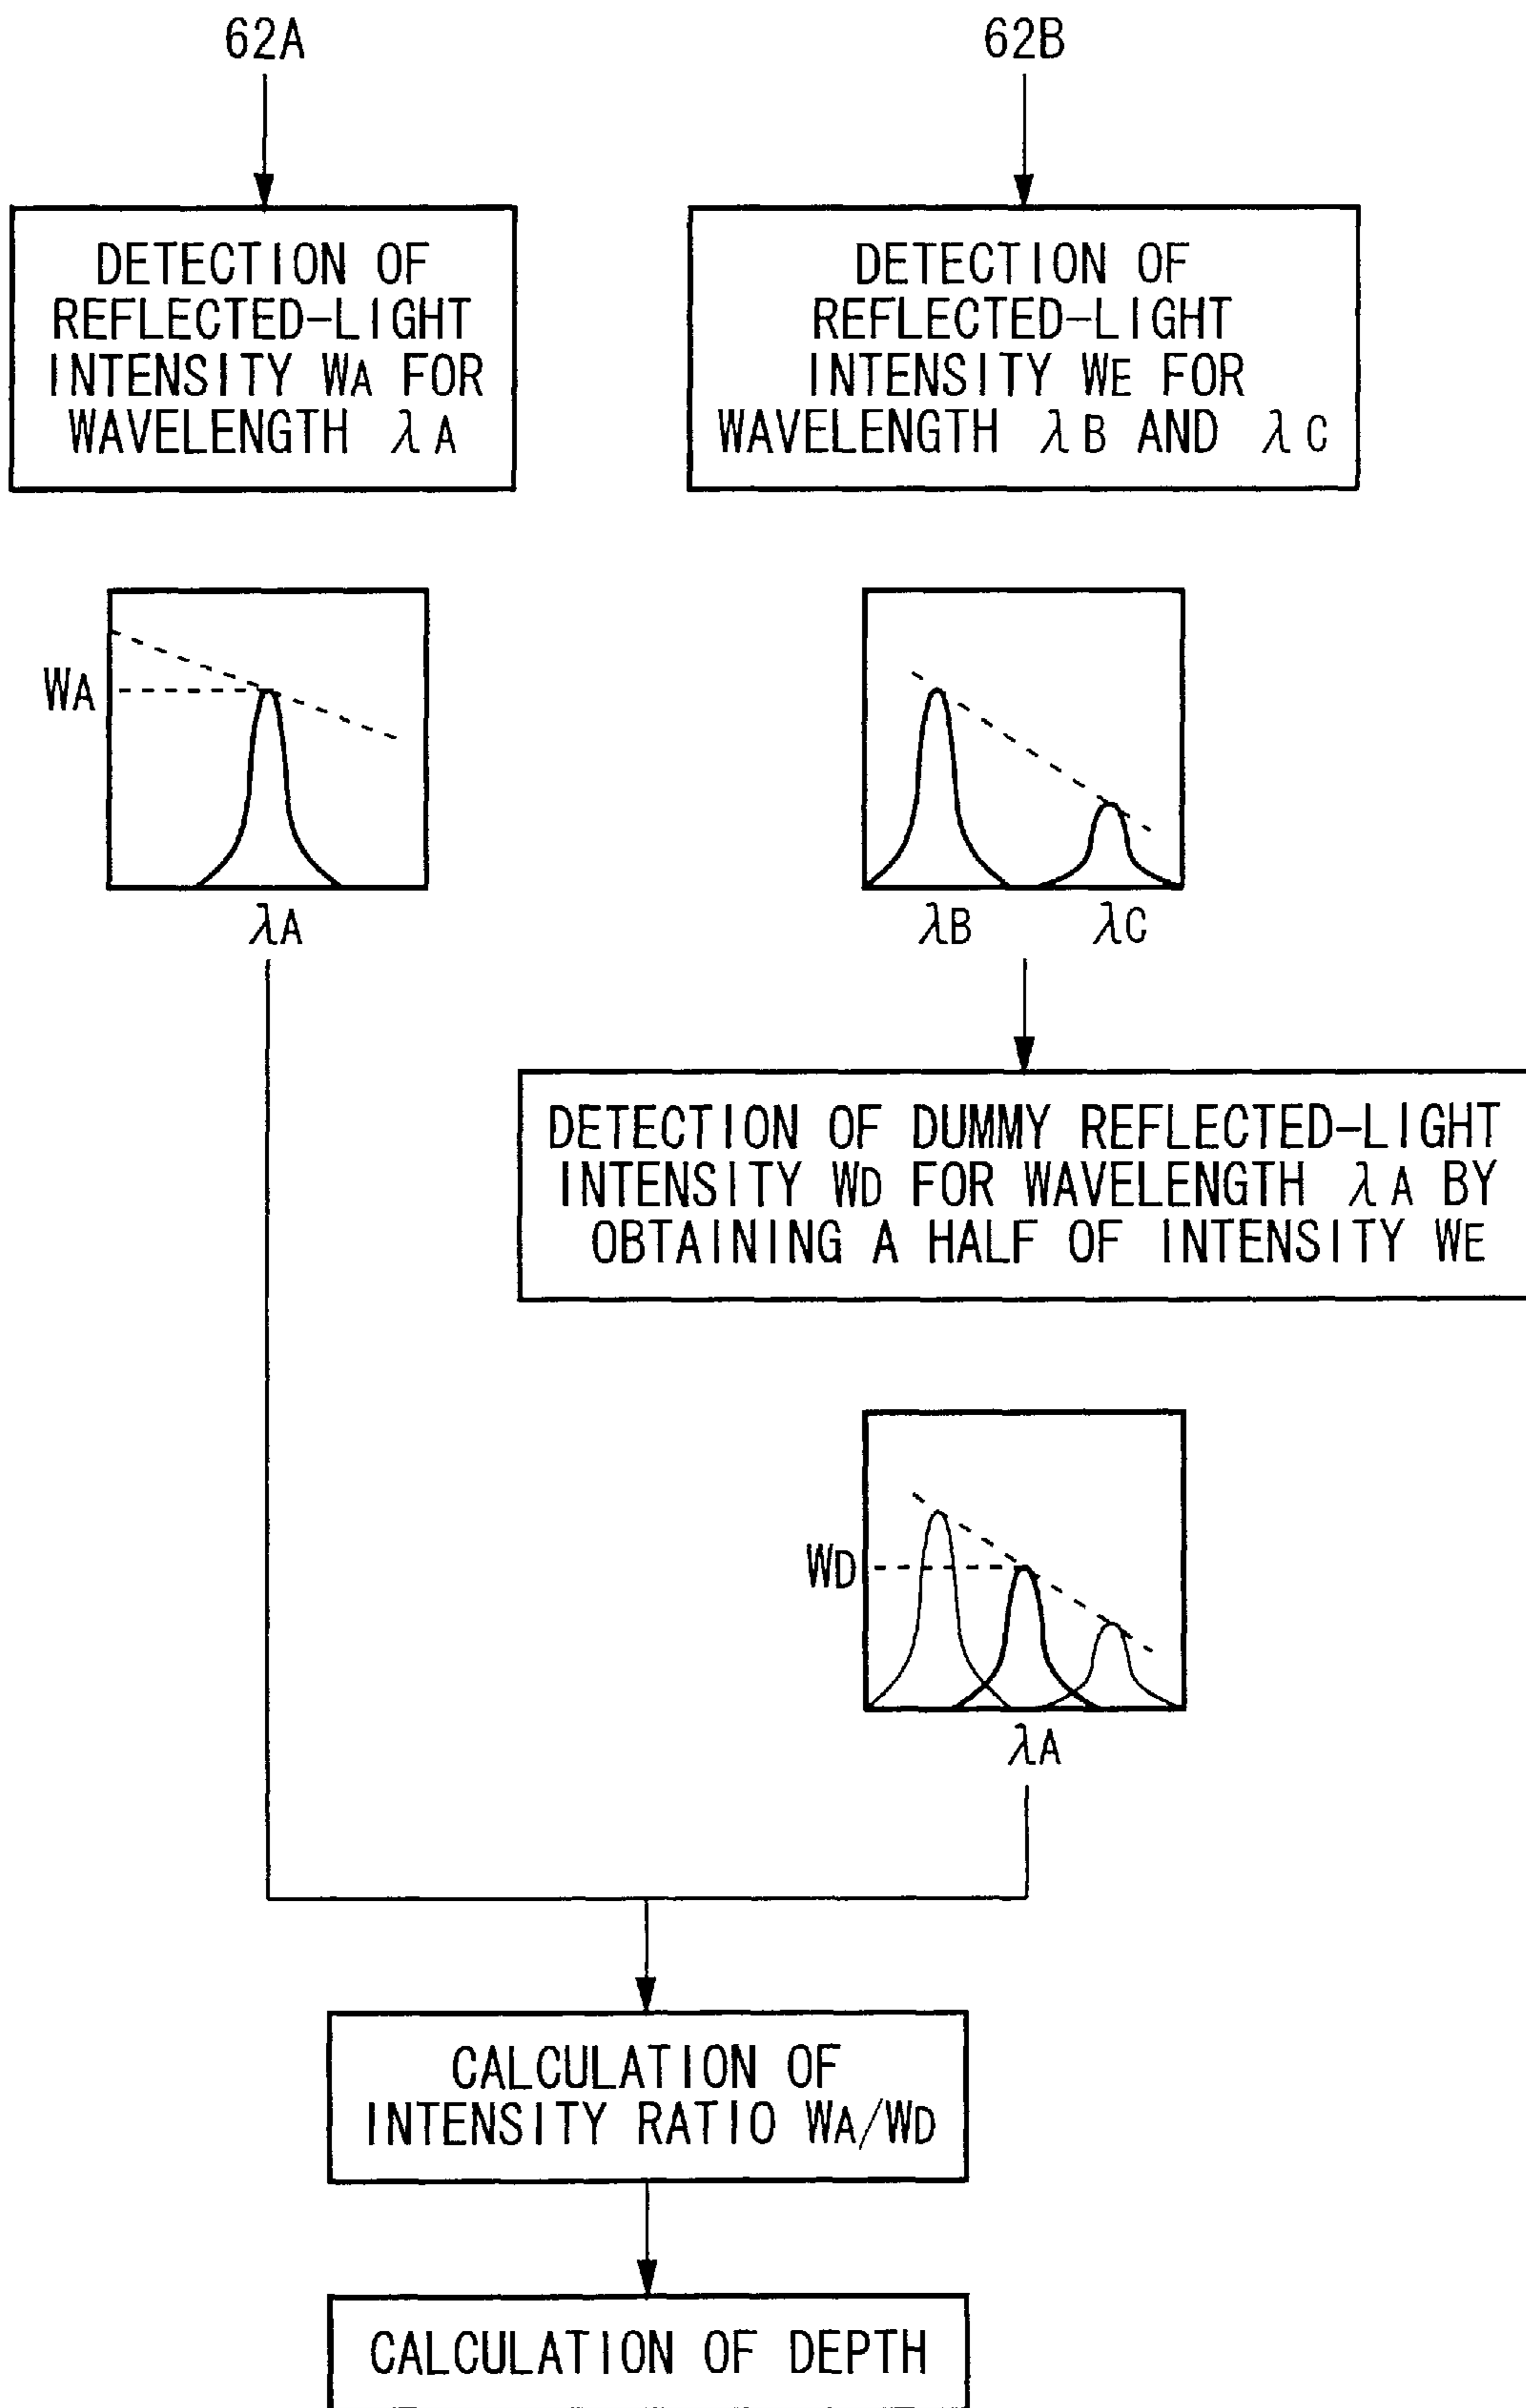 62A
62B
DETECTION OF
REFLECTED-LIGHT
INTENSITY WA FOR
WAVELENGTH λA
DETECTION OF
REFLECTED-LIGHT
INTENSITY WE FOR
WAVELENGTH λB AND λC
WA
λA
λB
λC
DETECTION OF DUMMY REFLECTED-LIGHT
INTENSITY WD FOR WAVELENGTH λA BY
OBTAINING A HALF OF INTENSITY WE
WD
λA
CALCULATION OF
INTENSITY RATIO WA/WD
CALCULATION OF DEPTH